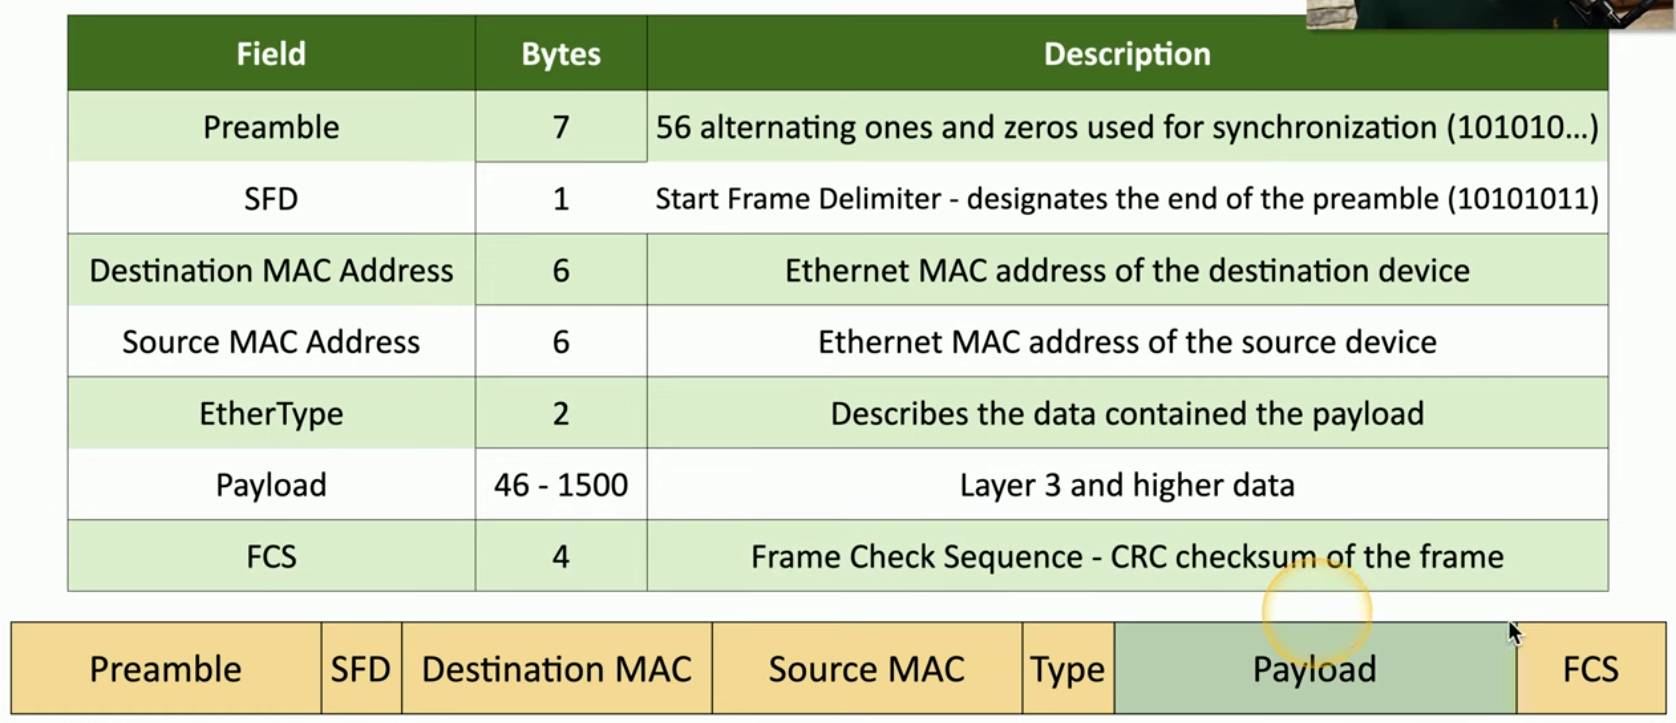 Field Bytes Description
Preamble 7 56 alternating ones and zeros used for synchronization (101010...)
SFD 1 Start Frame Delimiter - designates the end of the preamble (10101011)
Destination MAC Address 6 Ethernet MAC address of the destination device
Source MAC Address 6 Ethernet MAC address of the source device
EtherType 2 Describes the data contained the payload
Payload 46 - 1500 Layer 3 and higher data
FCS 4 Frame Check Sequence - CRC checksum of the frame
Preamble SFD Destination MAC Source MAC Type Payload FCS